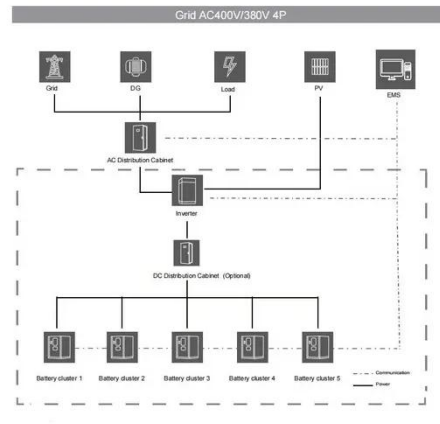 Grid AC400V/380V 4P
Grid
DG
Load
PV
EMS
AC Distribution Cabinet
Inverter
DC Distribution Cabinet (Optional)
Battery cluster 1
Battery cluster 2
Battery cluster 3
Battery cluster 4
Battery cluster 5
Communication
Power